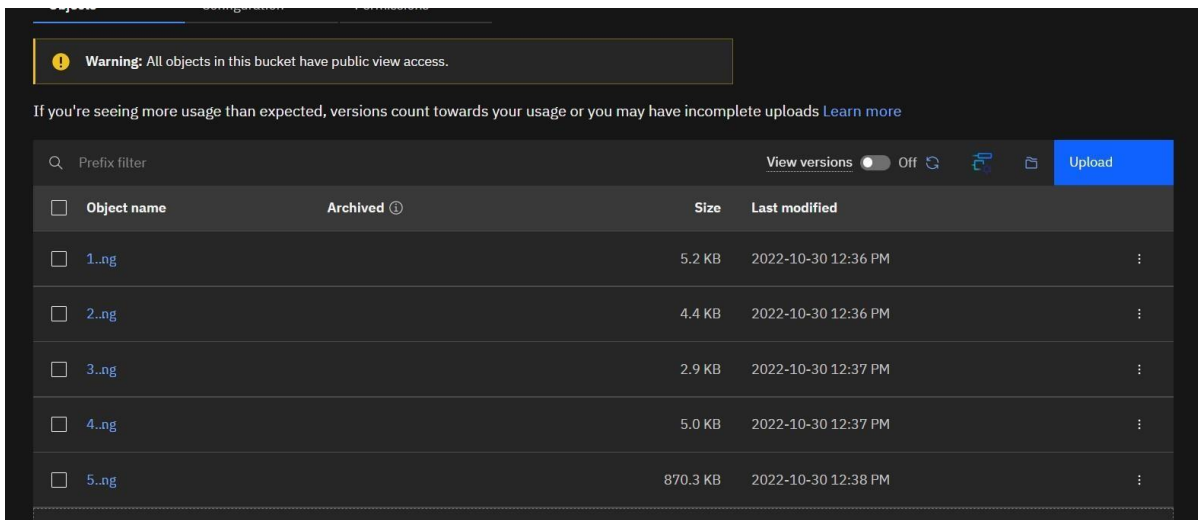 Objects Configuration Permissions
Warning: All objects in this bucket have public view access.
If you're seeing more usage than expected, versions count towards your usage or you may have incomplete uploads Learn more
Prefix filter View versions Off Upload
Object name Archived Size Last modified
1..ng 5.2 KB 2022-10-30 12:36 PM
2..ng 4.4 KB 2022-10-30 12:36 PM
3..ng 2.9 KB 2022-10-30 12:37 PM
4..ng 5.0 KB 2022-10-30 12:37 PM
5..ng 870.3 KB 2022-10-30 12:38 PM